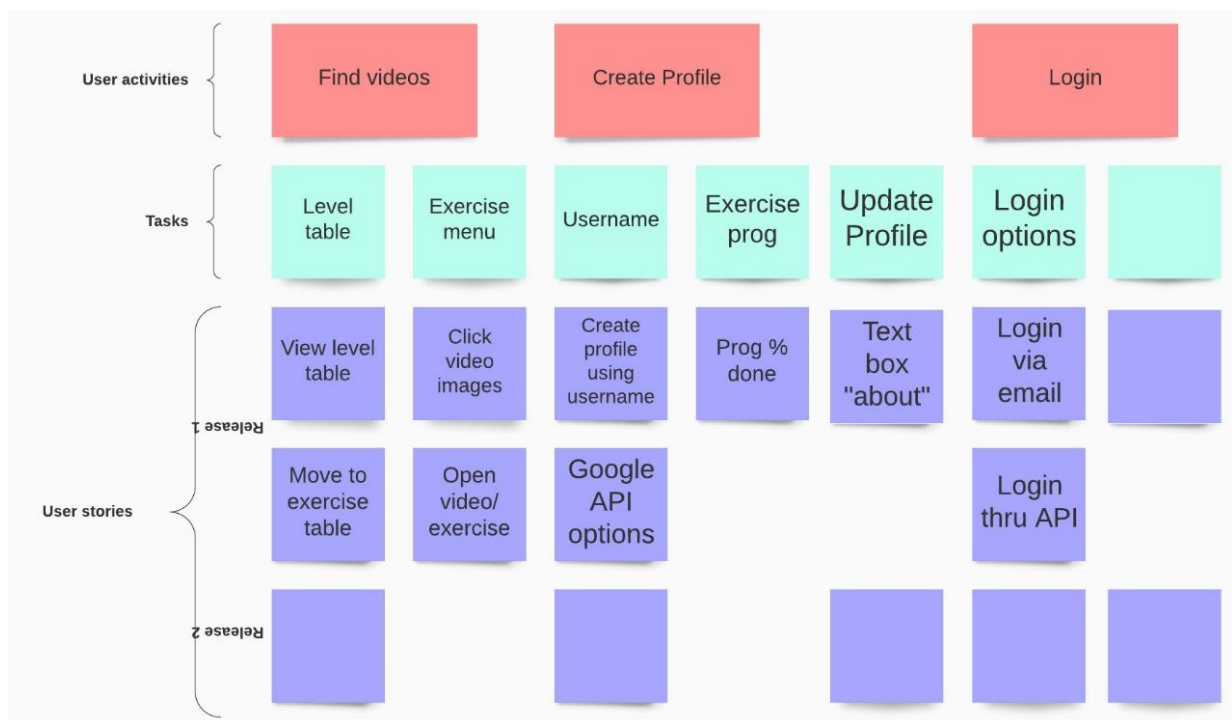 User activities
Find videos
Create Profile
Login
Tasks
Level
table
Exercise
menu
Username
Exercise
prog
Update
Profile
Login
options
User stories
Release 1
View level
table
Click
video
images
Create
profile
using
username
Prog %
done
Text
box
"about"
Login
via
email
Move to
exercise
table
Open
video/
exercise
Google
API
options
Login
thru API
Release 2